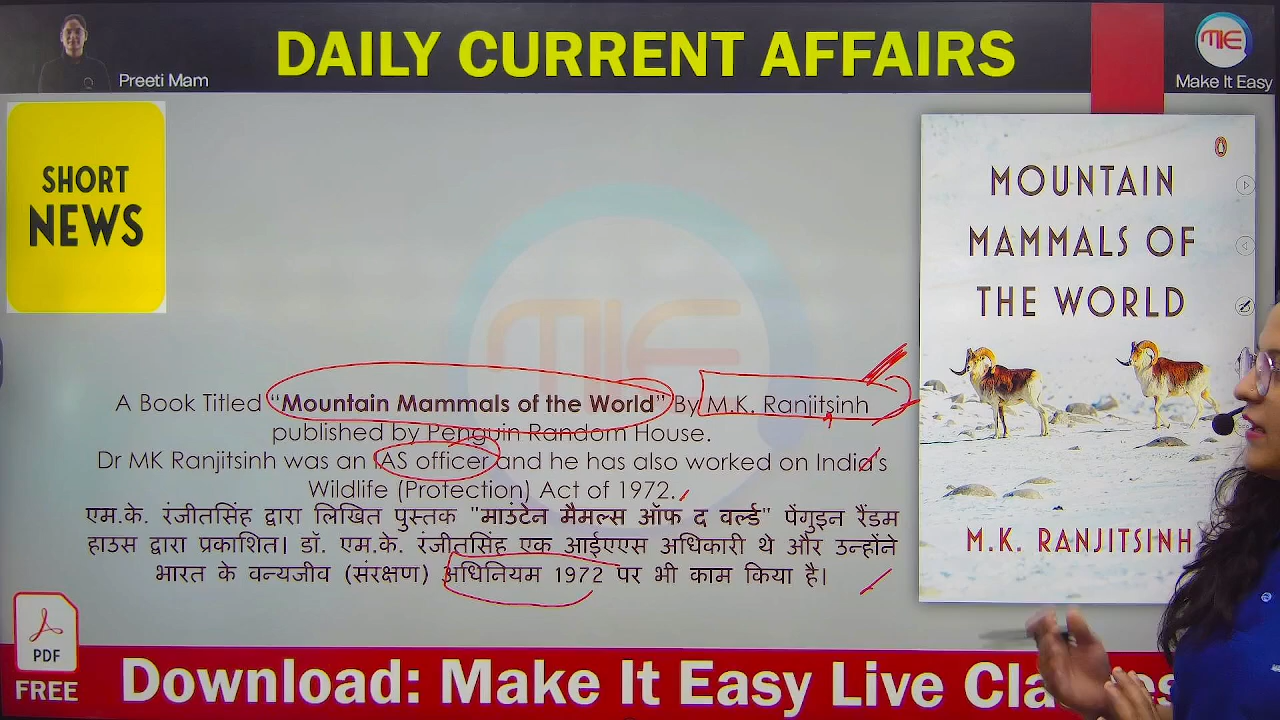 Preeti Mam
DAILY CURRENT AFFAIRS
MIE
Make It Easy
SHORT
NEWS
MOUNTAIN
MAMMALS OF
THE WORLD
M.K. RANJITSINH
MIE
A Book Titled “Mountain Mammals of the World” By M.K. Ranjitsinh
published by Penguin Random House.
Dr MK Ranjitsinh was an IAS officer and he has also worked on India's
Wildlife (Protection) Act of 1972.
एम.के. रंजीतसिंह द्वारा लिखित पुस्तक "माउंटेन मैमल्स ऑफ द वर्ल्ड" पेंगुइन रैंडम
हाउस द्वारा प्रकाशित। डॉ. एम.के. रंजीतसिंह एक आईएएस अधिकारी थे और उन्होंने
भारत के वन्यजीव (संरक्षण) अधिनियम 1972 पर भी काम किया है।
PDF
FREE
Download: Make It Easy Live